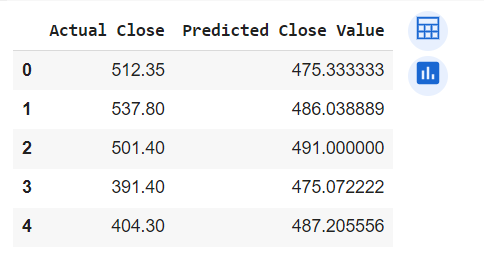 Actual Close Predicted Close Value
0 512.35 475.333333
1 537.80 486.038889
2 501.40 491.000000
3 391.40 475.072222
4 404.30 487.205556